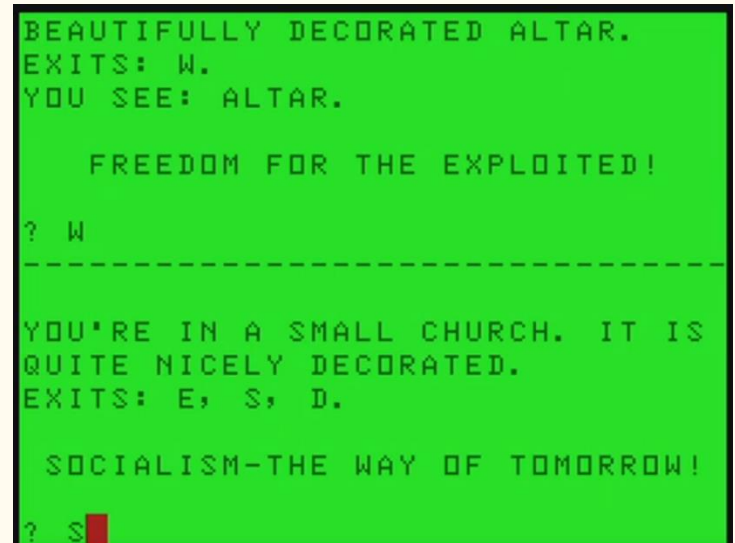 BEAUTIFULLY DECORATED ALTAR.
EXITS: W.
YOU SEE: ALTAR.
FREEDOM FOR THE EXPLOITED!
? W
--------------------------------
YOU'RE IN A SMALL CHURCH. IT IS
QUITE NICELY DECORATED.
EXITS: E, S, D.
SOCIALISM-THE WAY OF TOMORROW!
? S